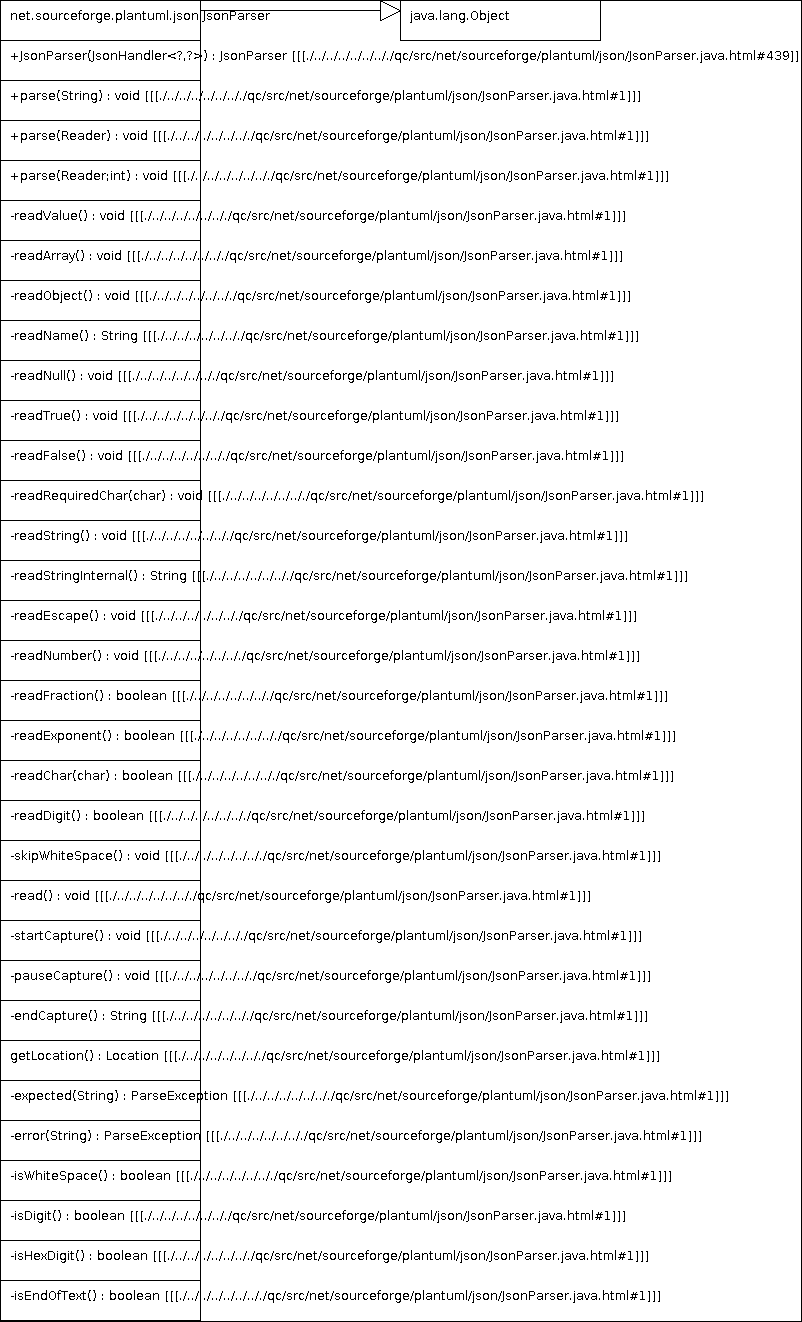 net.sourceforge.plantuml.json.JsonParser
java.lang.Object
+JsonParser(JsonHandler<?,?>) : JsonParser [[[./../../../../../../../qc/src/net/sourceforge/plantuml/json/JsonParser.java.html#439]]]
+parse(String) : void [[[./../../../../../../../qc/src/net/sourceforge/plantuml/json/JsonParser.java.html#1]]]
+parse(Reader) : void [[[./../../../../../../../qc/src/net/sourceforge/plantuml/json/JsonParser.java.html#1]]]
+parse(Reader;int) : void [[[./../../../../../../../qc/src/net/sourceforge/plantuml/json/JsonParser.java.html#1]]]
-readValue() : void [[[./../../../../../../../qc/src/net/sourceforge/plantuml/json/JsonParser.java.html#1]]]
-readArray() : void [[[./../../../../../../../qc/src/net/sourceforge/plantuml/json/JsonParser.java.html#1]]]
-readObject() : void [[[./../../../../../../../qc/src/net/sourceforge/plantuml/json/JsonParser.java.html#1]]]
-readName() : String [[[./../../../../../../../qc/src/net/sourceforge/plantuml/json/JsonParser.java.html#1]]]
-readNull() : void [[[./../../../../../../../qc/src/net/sourceforge/plantuml/json/JsonParser.java.html#1]]]
-readTrue() : void [[[./../../../../../../../qc/src/net/sourceforge/plantuml/json/JsonParser.java.html#1]]]
-readFalse() : void [[[./../../../../../../../qc/src/net/sourceforge/plantuml/json/JsonParser.java.html#1]]]
-readRequiredChar(char) : void [[[./../../../../../../../qc/src/net/sourceforge/plantuml/json/JsonParser.java.html#1]]]
-readString() : void [[[./../../../../../../../qc/src/net/sourceforge/plantuml/json/JsonParser.java.html#1]]]
-readStringInternal() : String [[[./../../../../../../../qc/src/net/sourceforge/plantuml/json/JsonParser.java.html#1]]]
-readEscape() : void [[[./../../../../../../../qc/src/net/sourceforge/plantuml/json/JsonParser.java.html#1]]]
-readNumber() : void [[[./../../../../../../../qc/src/net/sourceforge/plantuml/json/JsonParser.java.html#1]]]
-readFraction() : boolean [[[./../../../../../../../qc/src/net/sourceforge/plantuml/json/JsonParser.java.html#1]]]
-readExponent() : boolean [[[./../../../../../../../qc/src/net/sourceforge/plantuml/json/JsonParser.java.html#1]]]
-readChar(char) : boolean [[[./../../../../../../../qc/src/net/sourceforge/plantuml/json/JsonParser.java.html#1]]]
-readDigit() : boolean [[[./../../../../../../../qc/src/net/sourceforge/plantuml/json/JsonParser.java.html#1]]]
-skipWhiteSpace() : void [[[./../../../../../../../qc/src/net/sourceforge/plantuml/json/JsonParser.java.html#1]]]
-read() : void [[[./../../../../../../../qc/src/net/sourceforge/plantuml/json/JsonParser.java.html#1]]]
-startCapture() : void [[[./../../../../../../../qc/src/net/sourceforge/plantuml/json/JsonParser.java.html#1]]]
-pauseCapture() : void [[[./../../../../../../../qc/src/net/sourceforge/plantuml/json/JsonParser.java.html#1]]]
-endCapture() : String [[[./../../../../../../../qc/src/net/sourceforge/plantuml/json/JsonParser.java.html#1]]]
getLocation() : Location [[[./../../../../../../../qc/src/net/sourceforge/plantuml/json/JsonParser.java.html#1]]]
-expected(String) : ParseException [[[./../../../../../../../qc/src/net/sourceforge/plantuml/json/JsonParser.java.html#1]]]
-error(String) : ParseException [[[./../../../../../../../qc/src/net/sourceforge/plantuml/json/JsonParser.java.html#1]]]
-isWhiteSpace() : boolean [[[./../../../../../../../qc/src/net/sourceforge/plantuml/json/JsonParser.java.html#1]]]
-isDigit() : boolean [[[./../../../../../../../qc/src/net/sourceforge/plantuml/json/JsonParser.java.html#1]]]
-isHexDigit() : boolean [[[./../../../../../../../qc/src/net/sourceforge/plantuml/json/JsonParser.java.html#1]]]
-isEndOfText() : boolean [[[./../../../../../../../qc/src/net/sourceforge/plantuml/json/JsonParser.java.html#1]]]